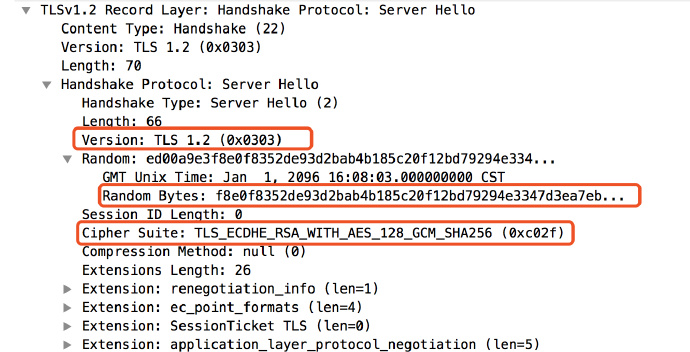 TLSv1.2 Record Layer: Handshake Protocol: Server Hello
Content Type: Handshake (22)
Version: TLS 1.2 (0x0303)
Length: 70
Handshake Protocol: Server Hello
Handshake Type: Server Hello (2)
Length: 66
Version: TLS 1.2 (0x0303)
Random: ed00a9e3f8e0f8352de93d2bab4b185c20f12bd79294e334...
GMT Unix Time: Jan  1, 2096 16:08:03.000000000 CST
Random Bytes: f8e0f8352de93d2bab4b185c20f12bd79294e3347d3ea7eb...
Session ID Length: 0
Cipher Suite: TLS_ECDHE_RSA_WITH_AES_128_GCM_SHA256 (0xc02f)
Compression Method: null (0)
Extensions Length: 26
Extension: renegotiation_info (len=1)
Extension: ec_point_formats (len=4)
Extension: SessionTicket TLS (len=0)
Extension: application_layer_protocol_negotiation (len=5)